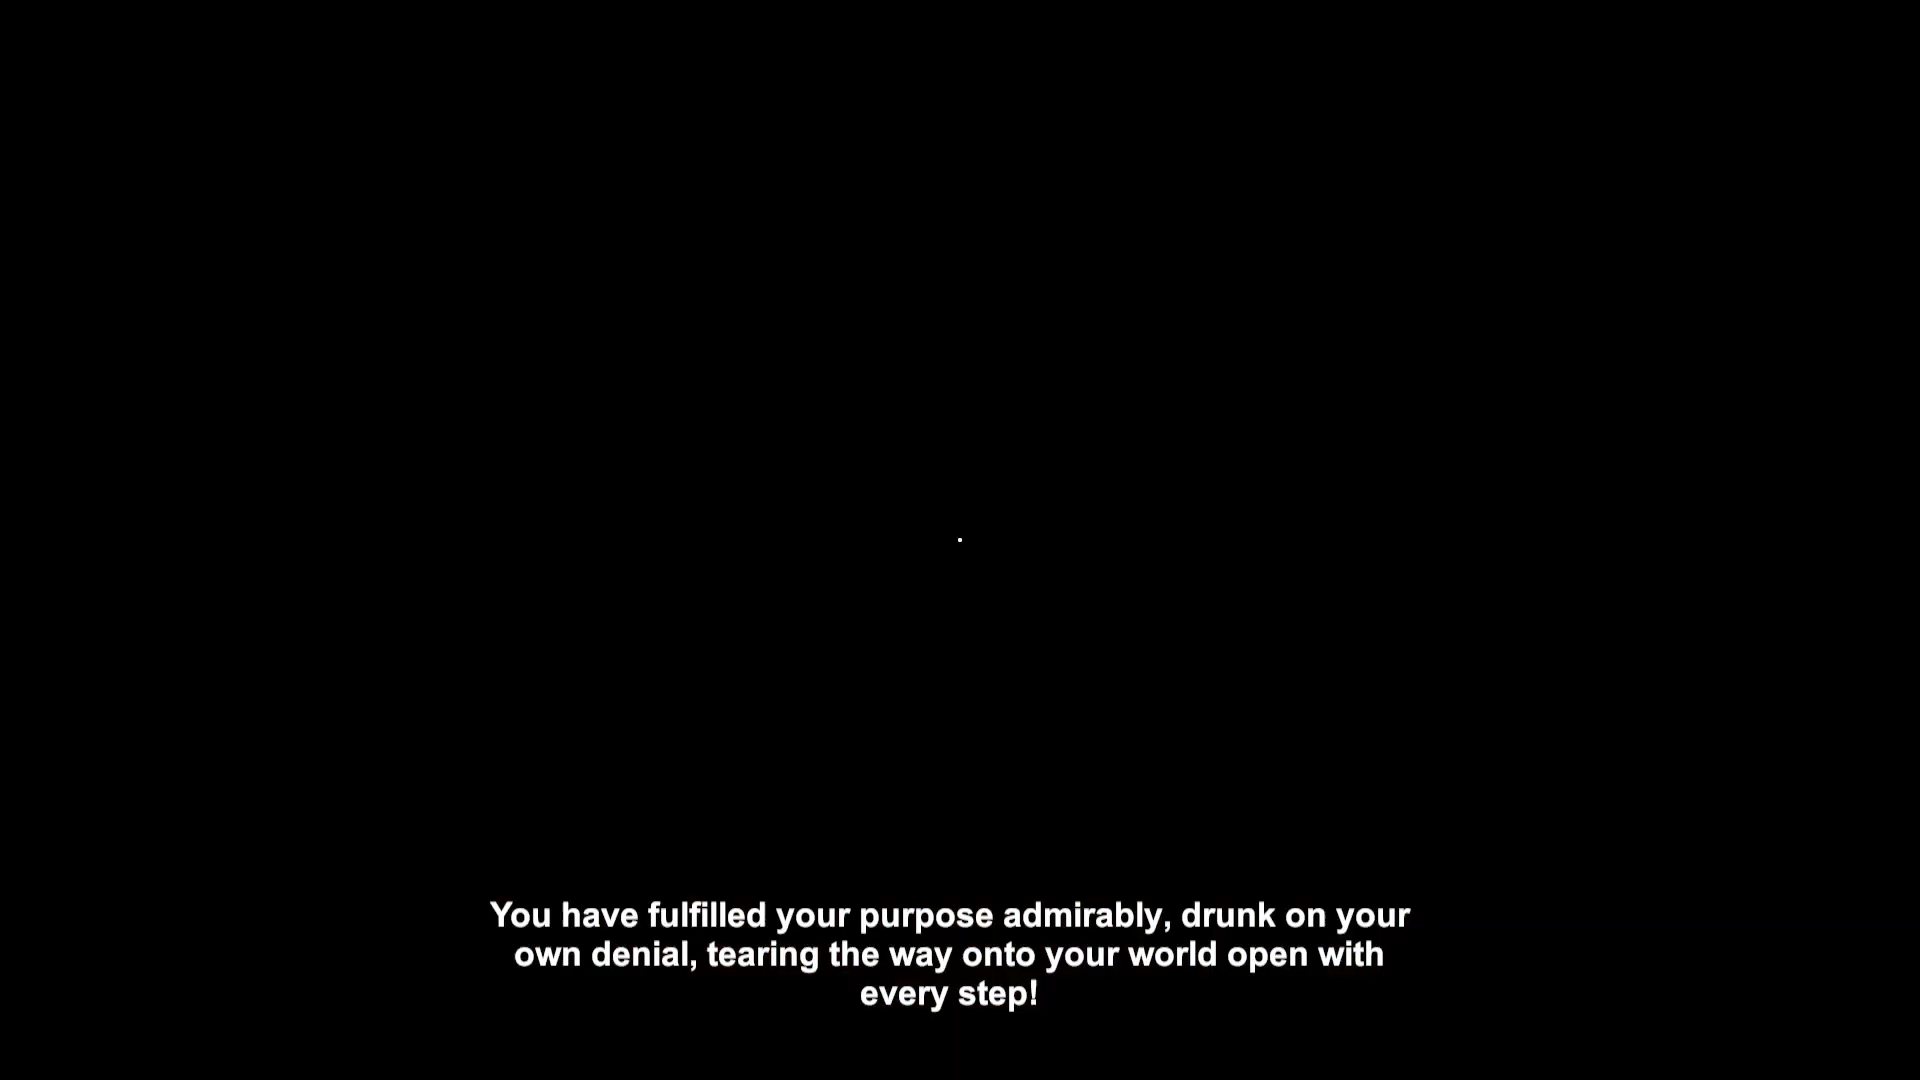 You have fulfilled your purpose admirably, drunk on your
own denial, tearing the way onto your world open with
every step!